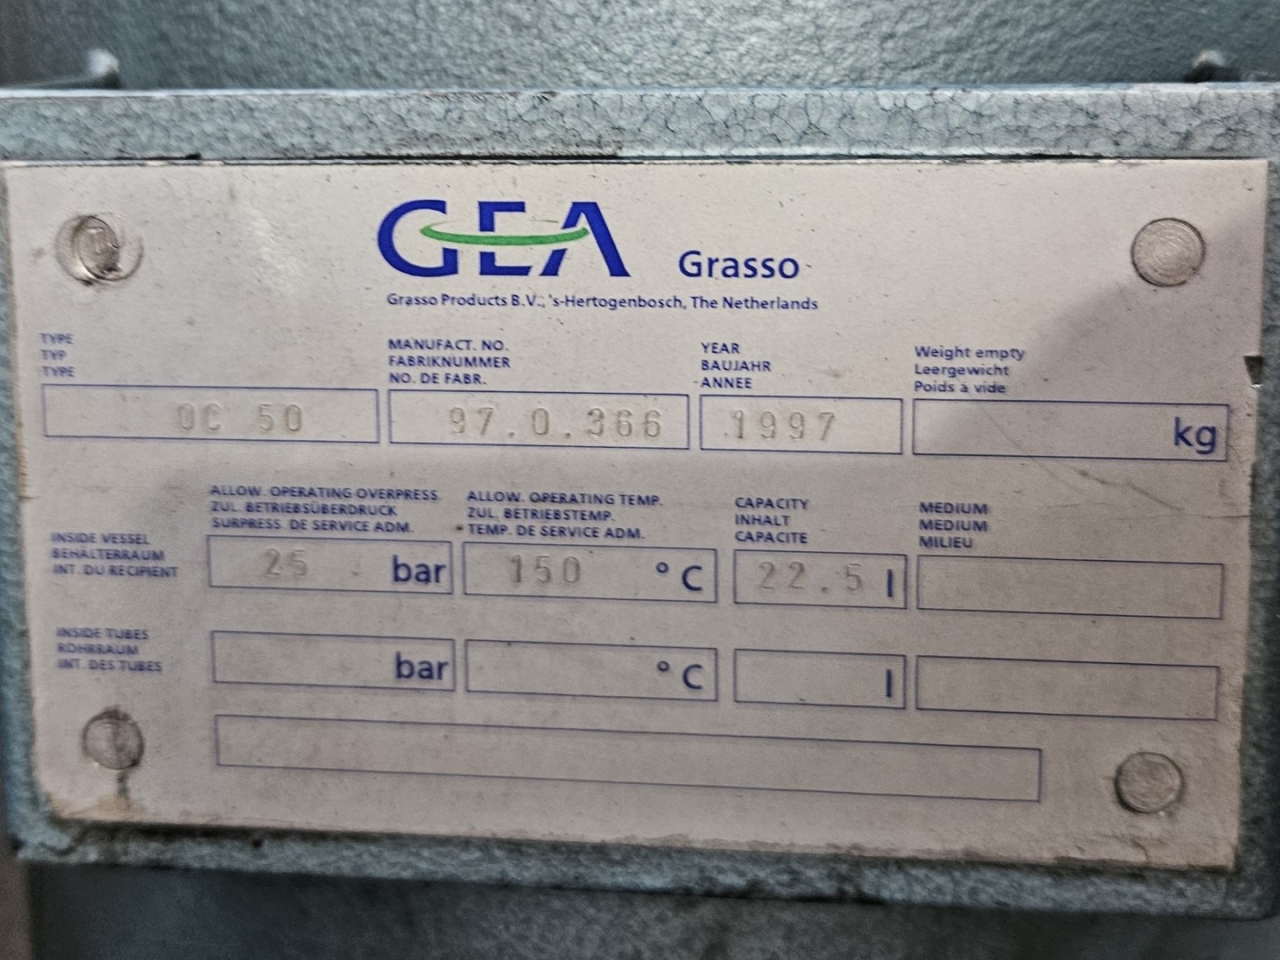 GEA Grasso
Grasso Products B.V., 's-Hertogenbosch, The Netherlands
TYPE
TYP
TYPE
OC 50
MANUFACT. NO.
FABRIKNUMMER
NO. DE FABR.
97.0.366
YEAR
BAUJAHR
ANNEE
1997
Weight empty
Leergewicht
Poids à vide
kg
ALLOW. OPERATING OVERPRESS.
ZUL. BETRIEBSÜBERDRUCK
SURPRESS. DE SERVICE ADM.
ALLOW. OPERATING TEMP.
ZUL. BETRIEBSTEMP.
TEMP. DE SERVICE ADM.
CAPACITY
INHALT
CAPACITE
MEDIUM
MEDIUM
MILIEU
INSIDE VESSEL
BEHÄLTERRAUM
INT. DU RECIPIENT
25 bar
150 °C
22.5 l
INSIDE TUBES
ROHRRAUM
INT. DES TUBES
bar
°C
l